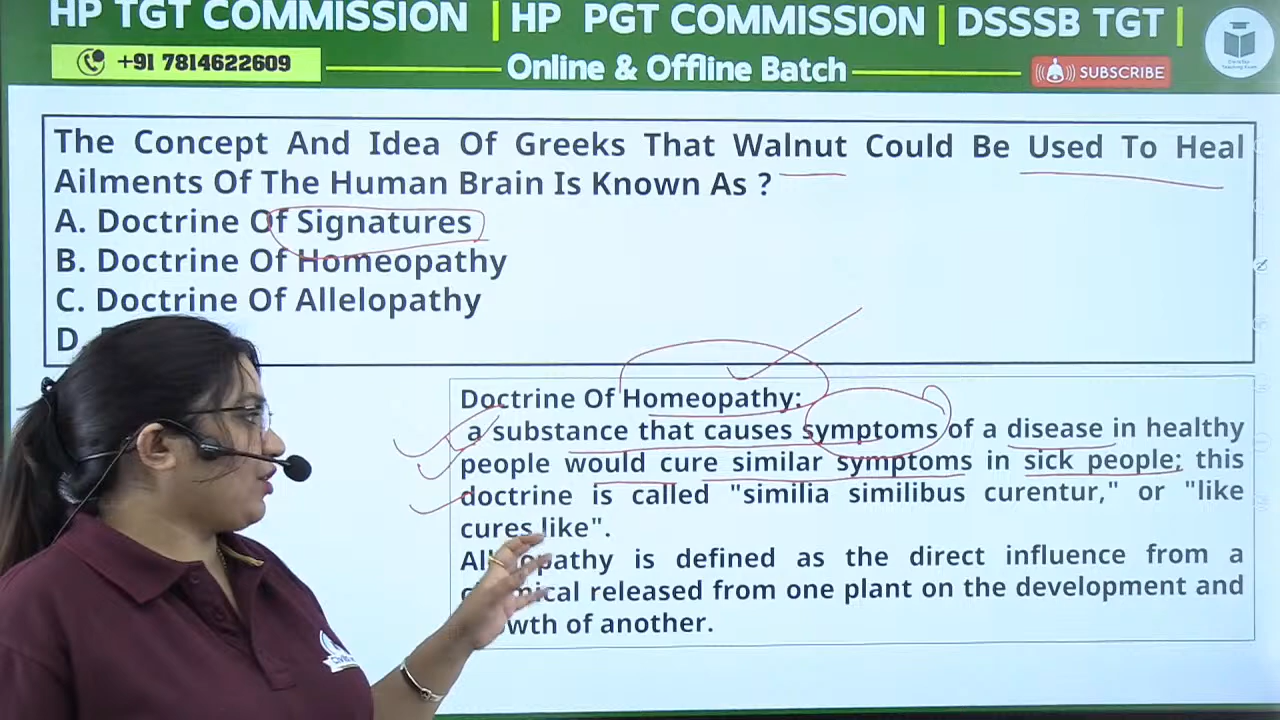 HP TGT COMMISSION | HP PGT COMMISSION | DSSSB TGT |
+91 7814622609
Online & Offline Batch
SUBSCRIBE
The Concept And Idea Of Greeks That Walnut Could Be Used To Heal
Ailments Of The Human Brain Is Known As ?
A. Doctrine Of Signatures
B. Doctrine Of Homeopathy
C. Doctrine Of Allelopathy
D.
Doctrine Of Homeopathy:
a substance that causes symptoms of a disease in healthy
people would cure similar symptoms in sick people; this
doctrine is called "similia similibus curentur," or "like
cures like".
is defined as the direct influence from a
released from one plant on the development and
of another.